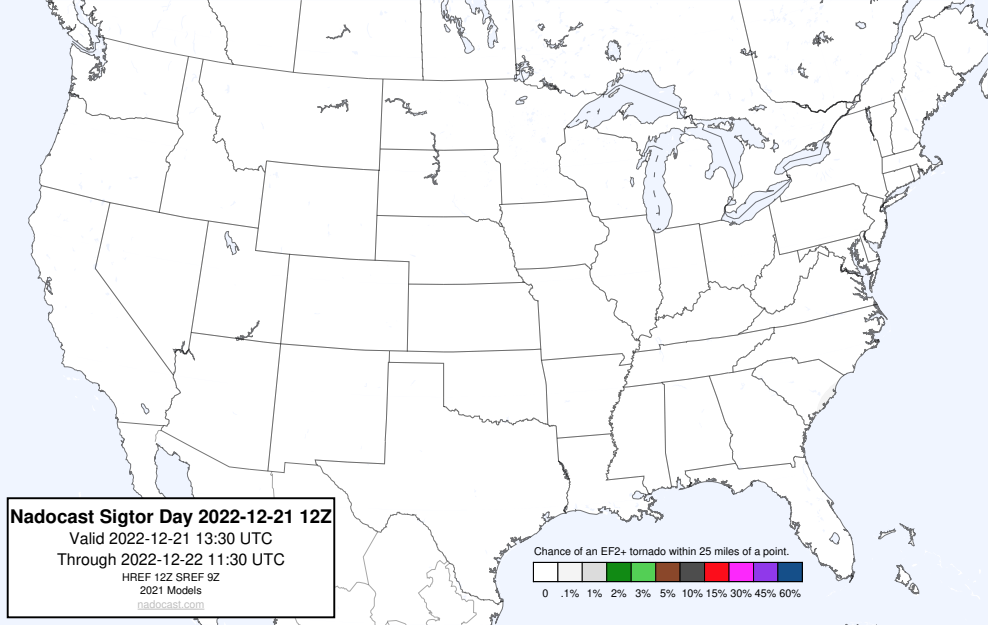 Nadocast Sigtor Day 2022-12-21 12Z
Valid 2022-12-21 13:30 UTC
Through 2022-12-22 11:30 UTC
HREF 12Z SREF 9Z
2021 Models
nadocast.com
Chance of an EF2+ tornado within 25 miles of a point.
0 .1% 1% 2% 3% 5% 10% 15% 30% 45% 60%